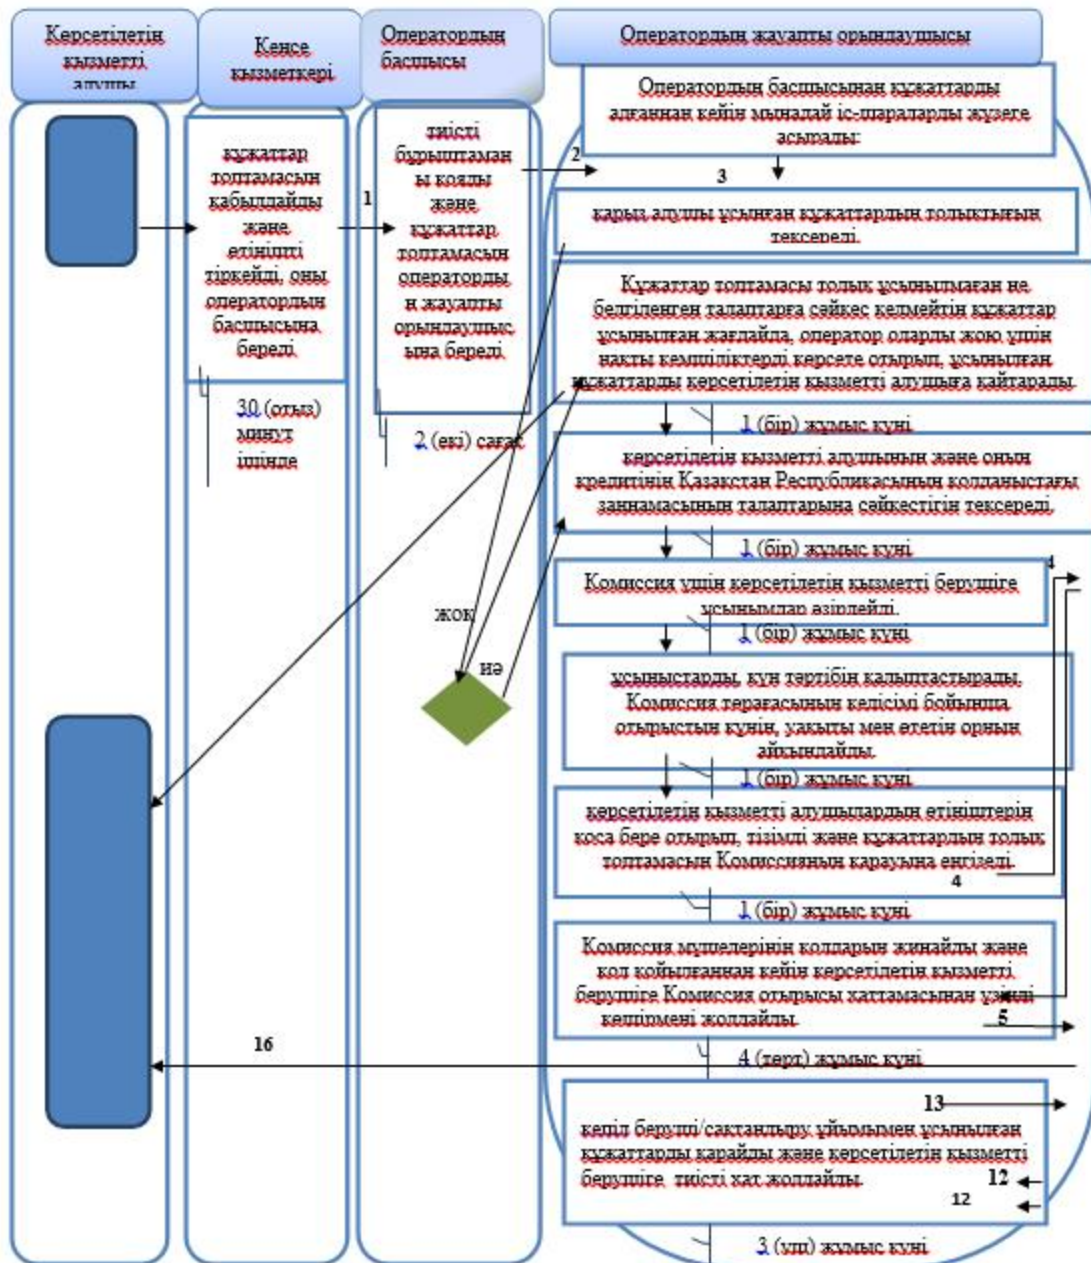 Көрсетілетін
қызметті
алушы
Кеңсе
қызметкері
Оператордың
басшысы
Оператордың жауапты орындаушысы
құжаттар
топтамасын
қабылдайды
және
өтінішті
тіркейді, оны
оператордың
басшысына
береді
30 (отыз)
минут
ішінде
1
тиісті
бұрыштаман
ы қояды
және
құжаттар
топтамасын
операторды
ң жауапты
орындаушыс
ына береді
2 (екі) сағат
2
Оператордың басшысынан құжаттарды
алғаннан кейін мынадай іс-шараларды жүзеге
асырады:
3
қарыз алушы ұсынған құжаттардың толықтығын
тексереді.
Құжаттар топтамасы толық ұсынылмаған не
белгіленген талаптарға сәйкес келмейтін құжаттар
ұсынылған жағдайда, оператор оларды жою үшін
нақты кемшіліктерді көрсете отырып, ұсынылған
құжаттарды көрсетілетін қызметті алушыға қайтарады.
1 (бір) жұмыс күні
көрсетілетін қызметті алушының және оның
кредитінің Қазақстан Республикасының қолданыстағы
заңнамасының талаптарына сәйкестігін тексереді.
1 (бір) жұмыс күні
4
Комиссия үшін көрсетілетін қызметті берушіге
ұсынымдар әзірлейді.
1 (бір) жұмыс күні
жоқ
иә
ұсыныстарды, күн тәртібін қалыптастырады,
Комиссия төрағасының келісімі бойынша
отырыстың күнін, уақыты мен өтетін орнын
айқындайды.
1 (бір) жұмыс күні
көрсетілетін қызметті алушылардың өтініштерін
қоса бере отырып, тізімді және құжаттардың толық
топтамасын Комиссияның қарауына енгізеді.
4
1 (бір) жұмыс күні
Комиссия мүшелерінің қолдарын жинайды және
қол қойылғаннан кейін көрсетілетін қызметті
берушіге Комиссия отырысы хаттамасынан үзінді
көшірмені жолдайды.
5
4 (төрт) жұмыс күні
16
13
кепіл беруші/сақтандыру ұйымымен ұсынылған
құжаттарды қарайды және көрсетілетін қызметті
берушіге тиісті хат жолдайды.
12
12
3 (үш) жұмыс күні